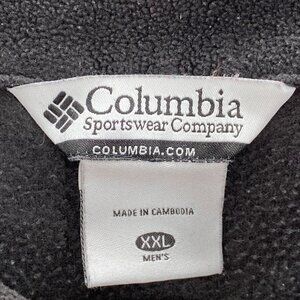 Columbia
Sportswear Company
COLUMBIA.COM
MADE IN CAMBODIA
XXL
MEN'S